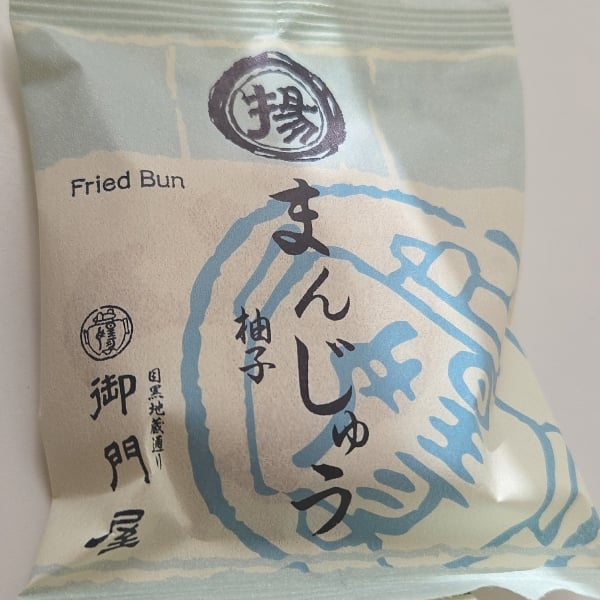 揚
まんじゅう
柚子
Fried Bun
目黒地蔵通り
御門屋